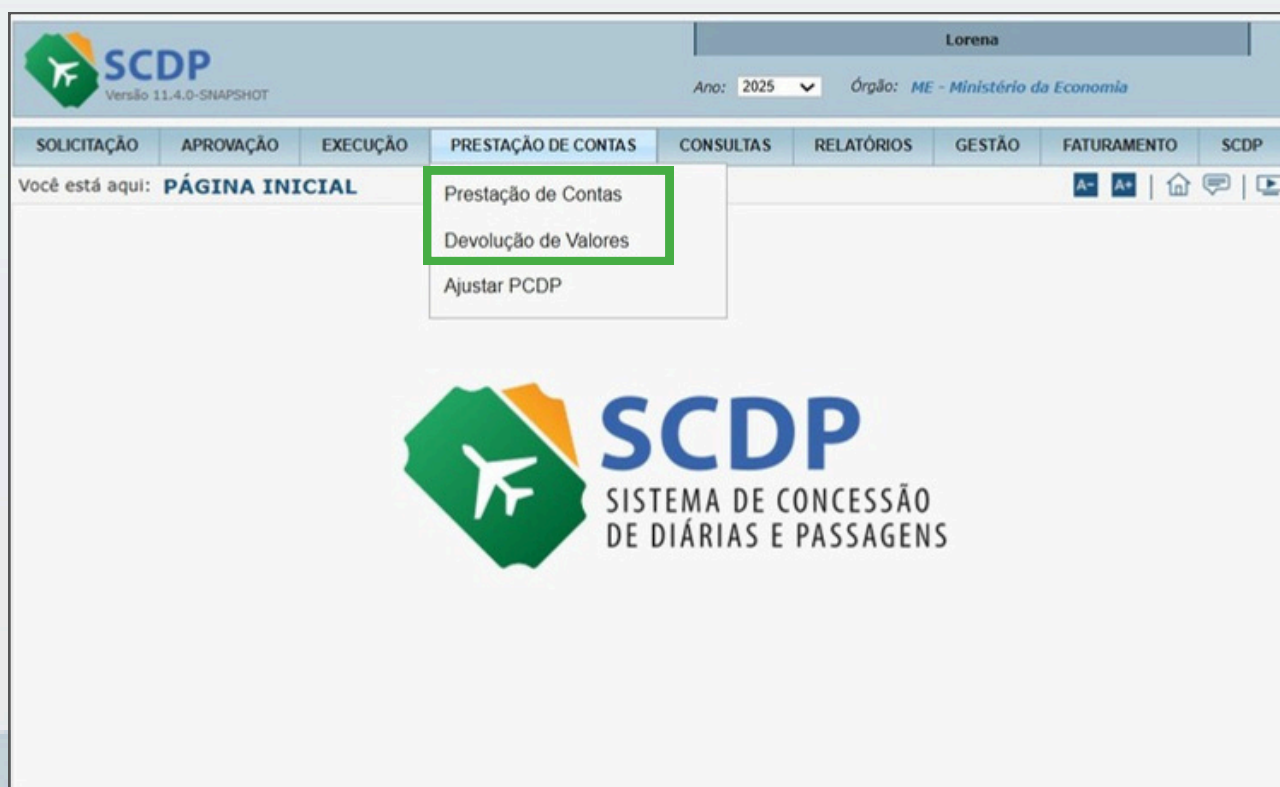 Lorena
SCDP
Versão 11.4.0-SNAPSHOT
Ano: 2025 Órgão: ME - Ministério da Economia
SOLICITAÇÃO APROVAÇÃO EXECUÇÃO PRESTAÇÃO DE CONTAS CONSULTAS RELATÓRIOS GESTÃO FATURAMENTO SCDP
Você está aqui: PÁGINA INICIAL A- A+
Prestação de Contas
Devolução de Valores
Ajustar PCDP
SCDP
SISTEMA DE CONCESSÃO
DE DIÁRIAS E PASSAGENS